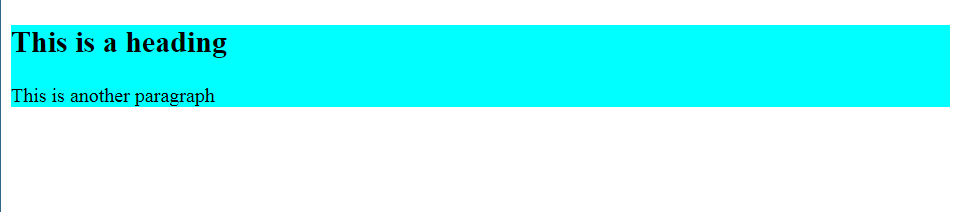 This is a heading
This is another paragraph